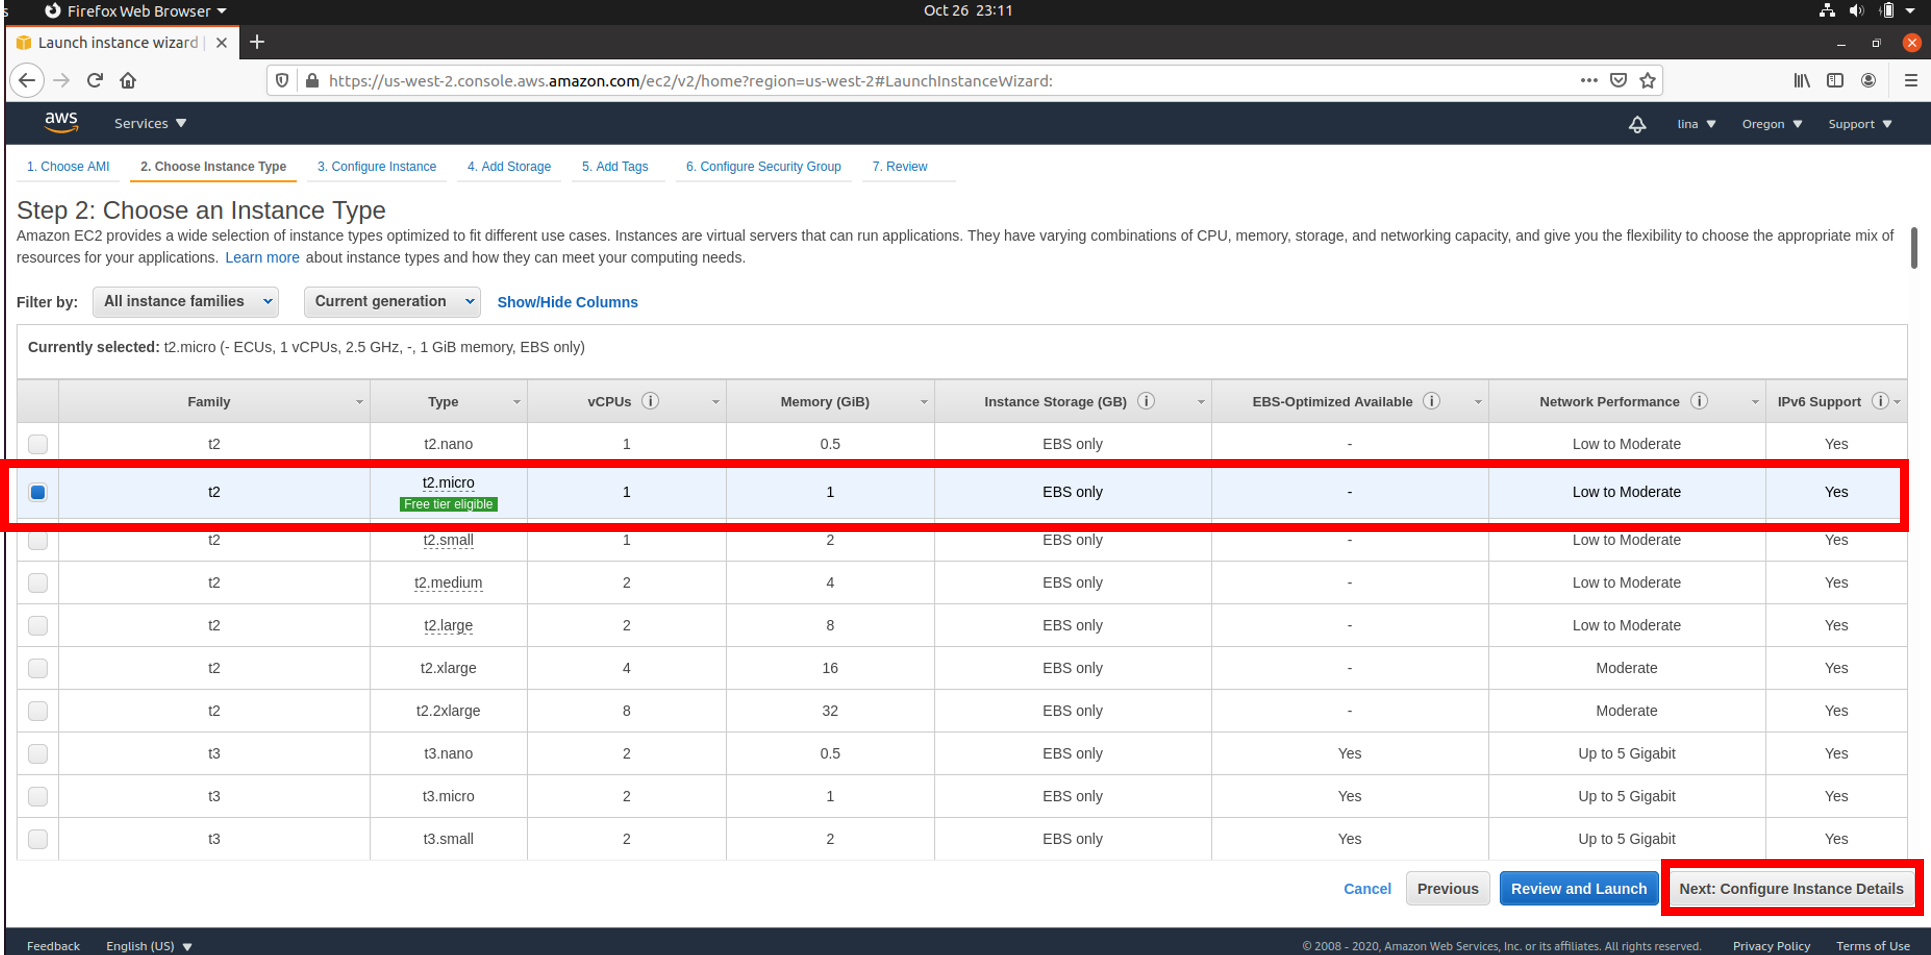 Firefox Web Browser
Oct 26 23:11
Launch instance wizard
https://us-west-2.console.aws.amazon.com/ec2/v2/home?region=us-west-2#LaunchInstanceWizard:
aws Services lina Oregon Support
1. Choose AMI 2. Choose Instance Type 3. Configure Instance 4. Add Storage 5. Add Tags 6. Configure Security Group 7. Review
Step 2: Choose an Instance Type
Amazon EC2 provides a wide selection of instance types optimized to fit different use cases. Instances are virtual servers that can run applications. They have varying combinations of CPU, memory, storage, and networking capacity, and give you the flexibility to choose the appropriate mix of
resources for your applications. Learn more about instance types and how they can meet your computing needs.
Filter by: All instance families Current generation Show/Hide Columns
Currently selected: t2.micro (- ECUs, 1 vCPUs, 2.5 GHz, -, 1 GiB memory, EBS only)
Family Type vCPUs Memory (GiB) Instance Storage (GB) EBS-Optimized Available Network Performance IPv6 Support
t2 t2.nano 1 0.5 EBS only - Low to Moderate Yes
t2 t2.micro 1 1 EBS only - Low to Moderate Yes
Free tier eligible
t2 t2.small 1 2 EBS only - Low to Moderate Yes
t2 t2.medium 2 4 EBS only - Low to Moderate Yes
t2 t2.large 2 8 EBS only - Low to Moderate Yes
t2 t2.xlarge 4 16 EBS only - Moderate Yes
t2 t2.2xlarge 8 32 EBS only - Moderate Yes
t3 t3.nano 2 0.5 EBS only Yes Up to 5 Gigabit Yes
t3 t3.micro 2 1 EBS only Yes Up to 5 Gigabit Yes
t3 t3.small 2 2 EBS only Yes Up to 5 Gigabit Yes
Cancel Previous Review and Launch Next: Configure Instance Details
Feedback English (US) © 2008 - 2020, Amazon Web Services, Inc. or its affiliates. All rights reserved. Privacy Policy Terms of Use